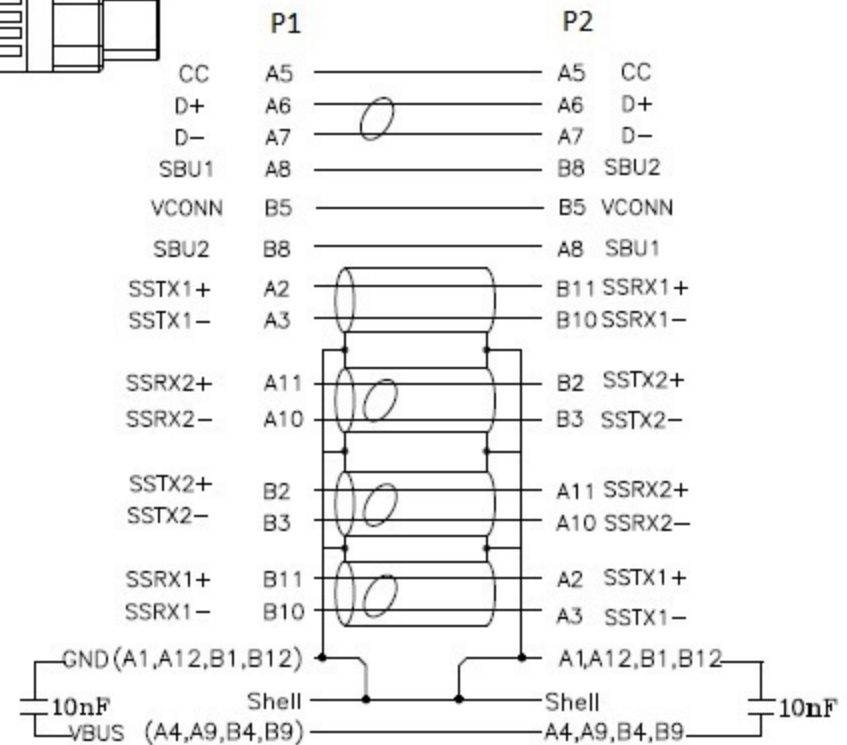 P1 P2
CC A5 A5 CC
D+ A6 A6 D+
D- A7 A7 D-
SBU1 A8 B8 SBU2
VCONN B5 B5 VCONN
SBU2 B8 A8 SBU1
SSTX1+ A2 B11 SSRX1+
SSTX1- A3 B10 SSRX1-
SSRX2+ A11 B2 SSTX2+
SSRX2- A10 B3 SSTX2-
SSTX2+ B2 A11 SSRX2+
SSTX2- B3 A10 SSRX2-
SSRX1+ B11 A2 SSTX1+
SSRX1- B10 A3 SSTX1-
GND (A1,A12,B1,B12) A1,A12,B1,B12
10nF Shell Shell 10nF
VBUS (A4,A9,B4,B9) A4,A9,B4,B9